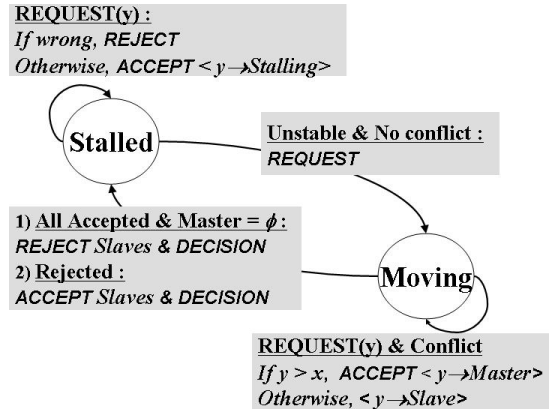 REQUEST(y) :
If wrong, REJECT
Otherwise, ACCEPT < y→Stalling>
Stalled
Unstable & No conflict :
REQUEST
1) All Accepted & Master = ϕ :
REJECT Slaves & DECISION
2) Rejected :
ACCEPT Slaves & DECISION
Moving
REQUEST(y) & Conflict
If y > x, ACCEPT < y→Master>
Otherwise, < y→Slave>